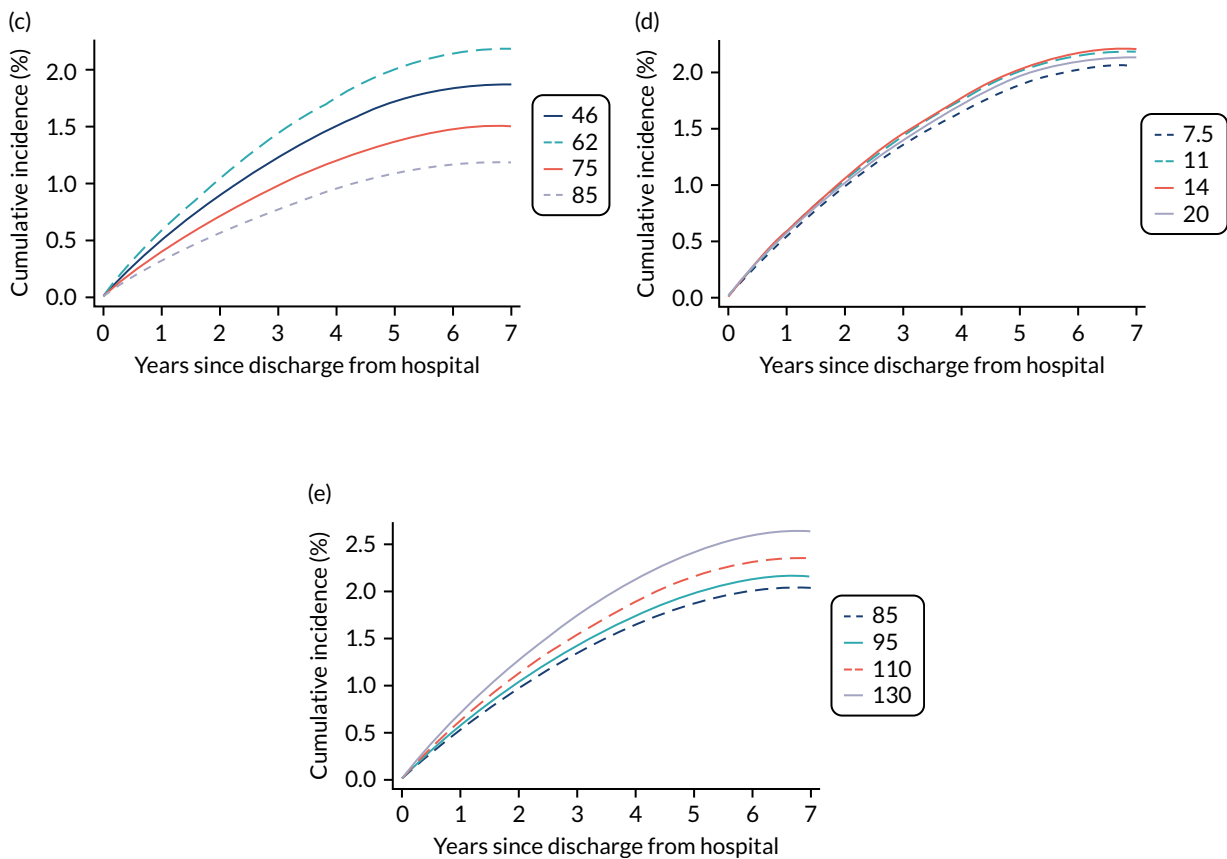 (c)
Cumulative incidence (%)
2.0
1.5
1.0
0.5
0.0
0 1 2 3 4 5 6 7
Years since discharge from hospital
46
62
75
85
(d)
Cumulative incidence (%)
2.0
1.5
1.0
0.5
0.0
0 1 2 3 4 5 6 7
Years since discharge from hospital
7.5
11
14
20
(e)
Cumulative incidence (%)
2.5
2.0
1.5
1.0
0.5
0.0
0 1 2 3 4 5 6 7
Years since discharge from hospital
85
95
110
130